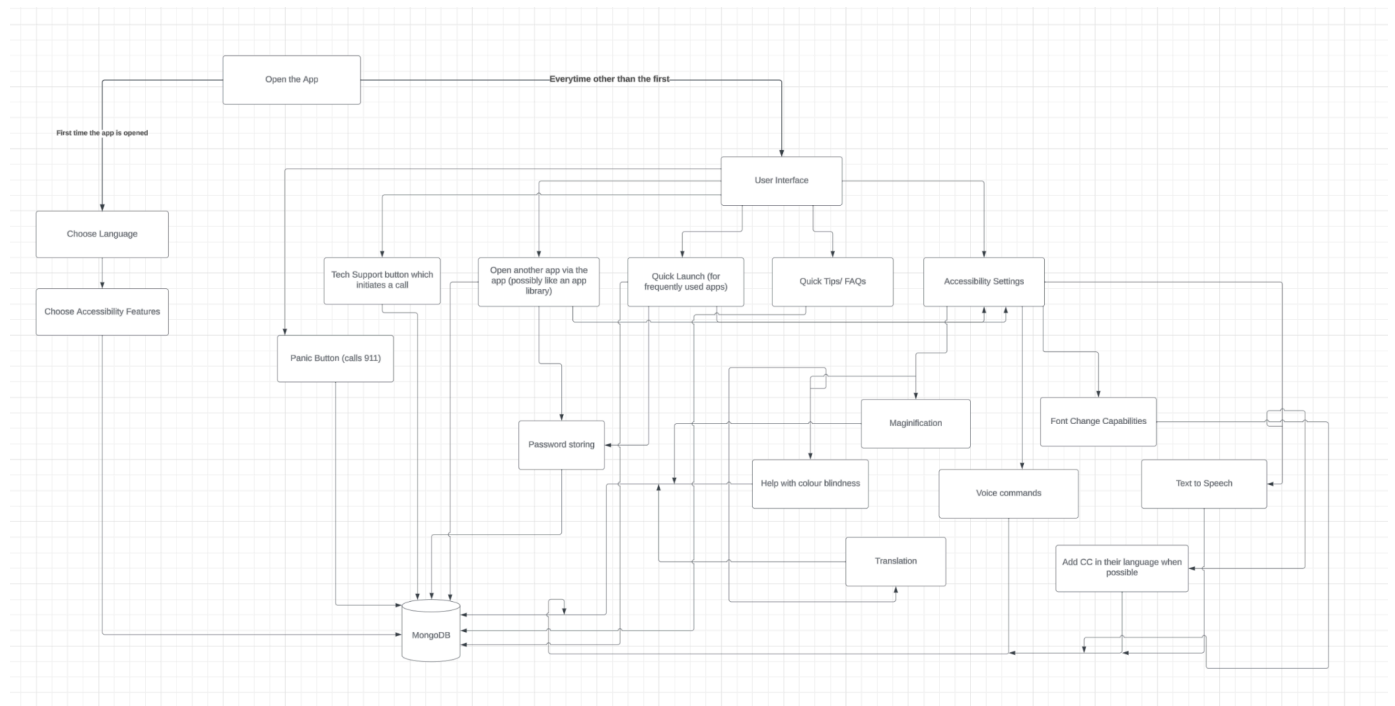 Open the App
Everytime other than the first
First time the app is opened
User Interface
Choose Language
Tech Support button which
initiates a call
Open another app via the
app (possibly like an app
library)
Quick Launch (for
frequently used apps)
Quick Tips/ FAQs
Accessibility Settings
Choose Accessibility Features
Panic Button (calls 911)
Maginification
Font Change Capabilities
Password storing
Help with colour blindness
Voice commands
Text to Speech
Translation
Add CC in their language when
possible
MongoDB